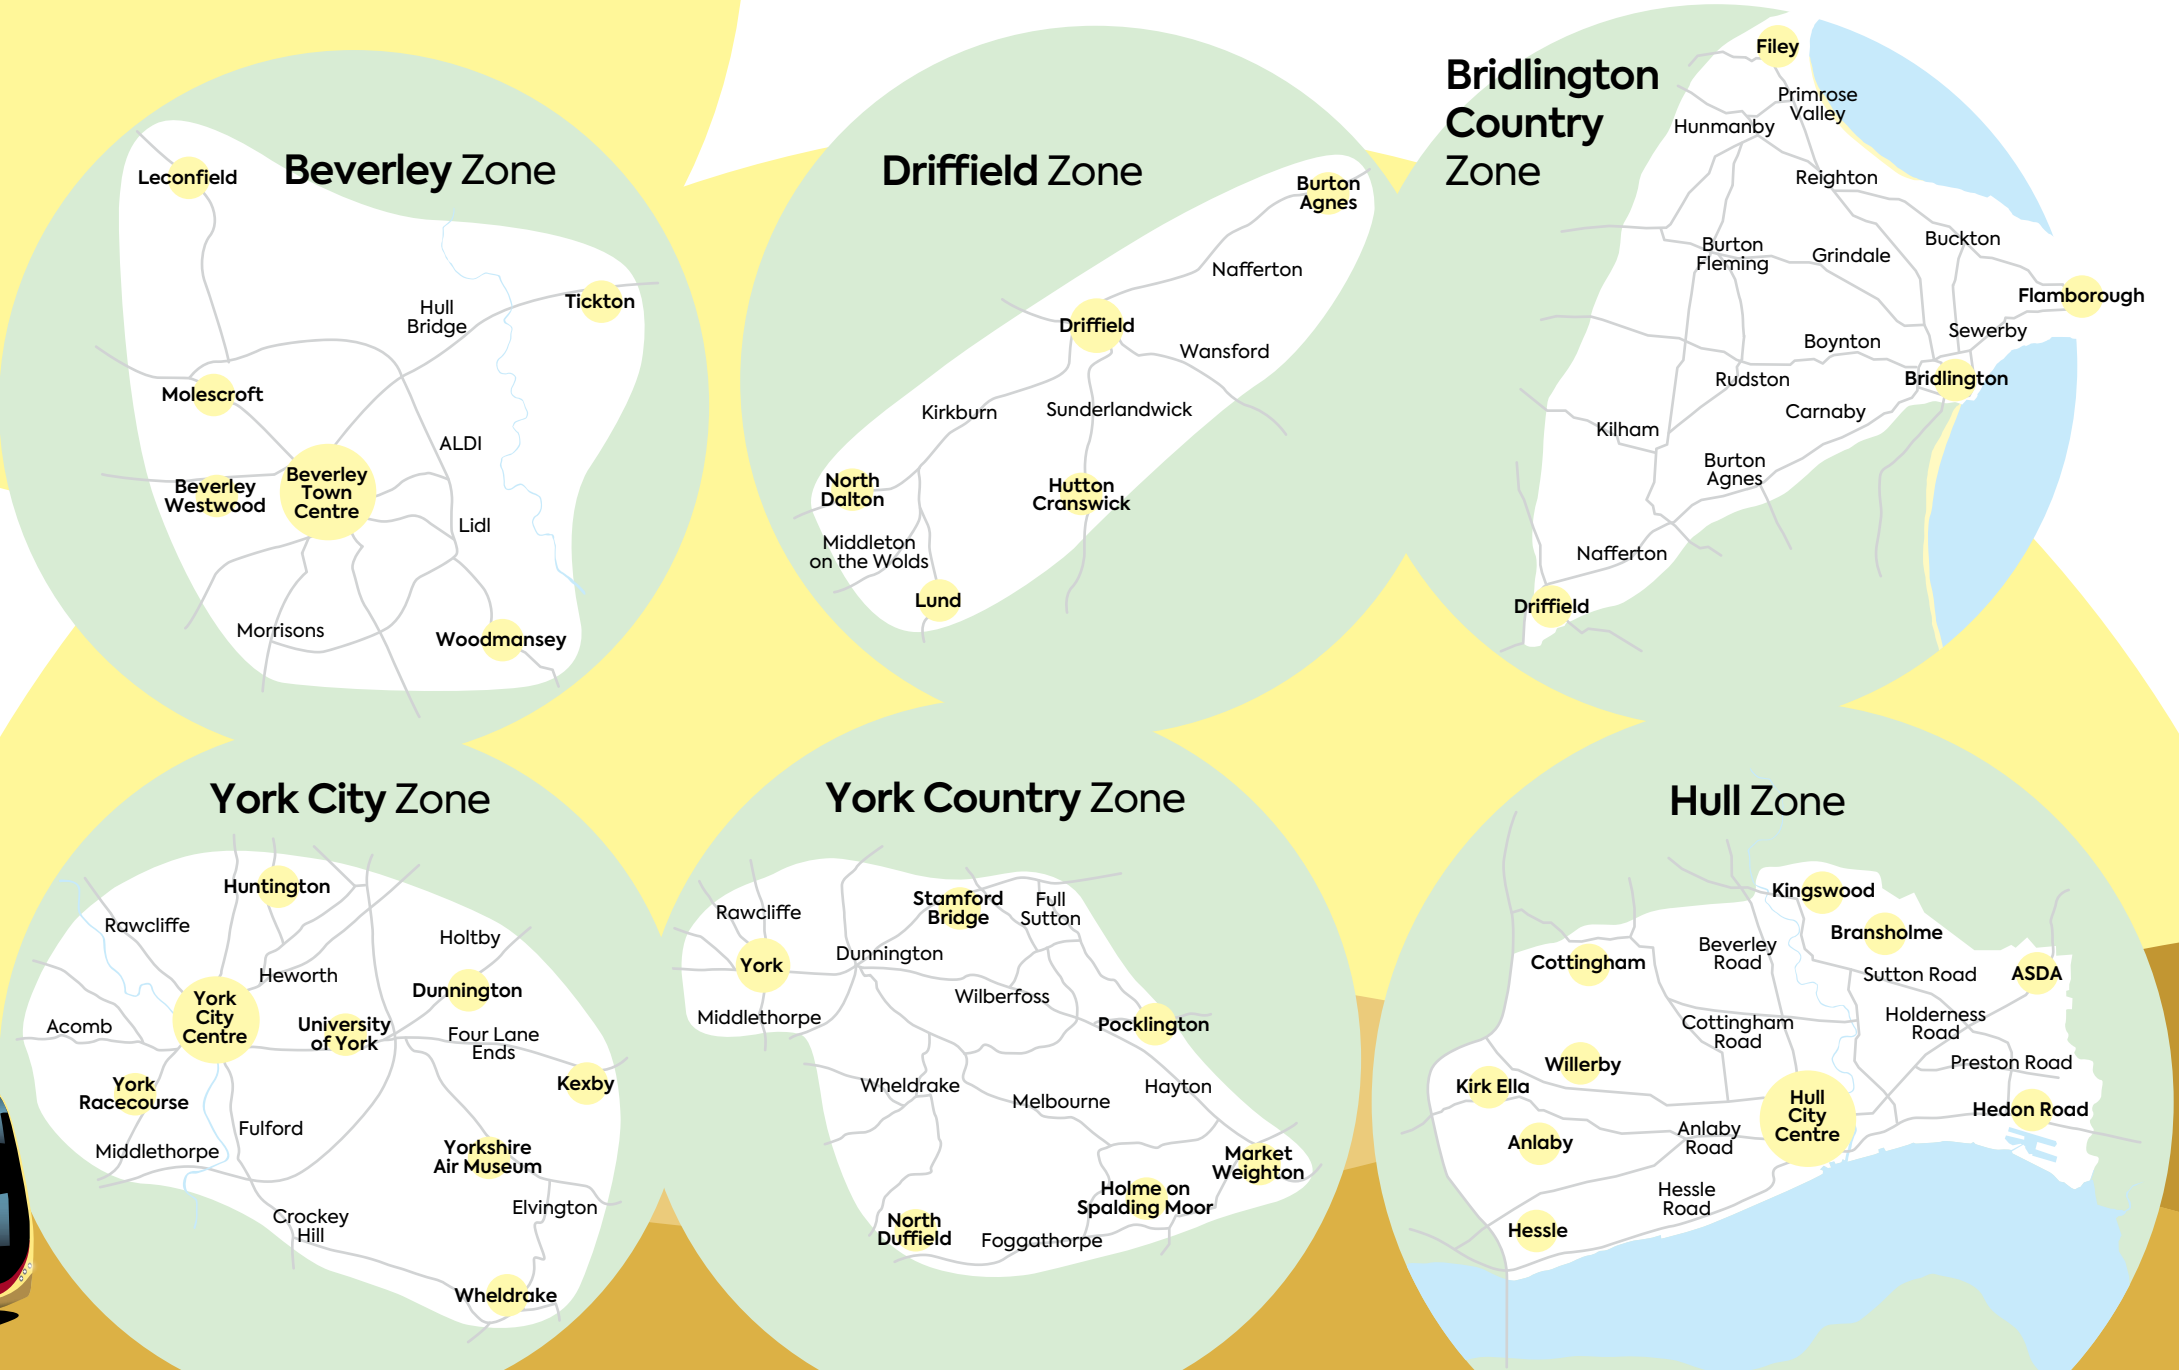 Beverley Zone
Leconfield
Tickton
Hull
Bridge
Molescroft
ALDI
Beverley
Westwood
Beverley
Town
Centre
Lidl
Morrisons
Woodmansey
Driffield Zone
Burton
Agnes
Nafferton
Driffield
Wansford
Kirkburn
Sunderlandwick
North
Dalton
Hutton
Cranswick
Middleton
on the Wolds
Lund
Bridlington
Country
Zone
Filey
Primrose
Valley
Hunmanby
Reighton
Burton
Fleming
Grindale
Buckton
Flamborough
Sewerby
Boynton
Rudston
Bridlington
Carnaby
Kilham
Burton
Agnes
Nafferton
Driffield
York City Zone
Huntington
Rawcliffe
Holtby
Heworth
Dunnington
York
City
Centre
Acomb
University
of York
Four Lane
Ends
Kexby
York
Racecourse
Fulford
Middlethorpe
Yorkshire
Air Museum
Elvington
Crockey
Hill
Wheldrake
York Country Zone
Rawcliffe
Stamford
Bridge
Full
Sutton
Dunnington
York
Wilberfoss
Middlethorpe
Pocklington
Wheldrake
Melbourne
Hayton
Market
Weighton
Holme on
Spalding Moor
North
Duffield
Foggathorpe
Hull Zone
Kingswood
Bransholme
Beverley
Road
Cottingham
Sutton Road
ASDA
Cottingham
Road
Holderness
Road
Willerby
Preston Road
Kirk Ella
Hull
City
Centre
Hedon Road
Anlaby
Anlaby
Road
Hessle
Road
Hessle